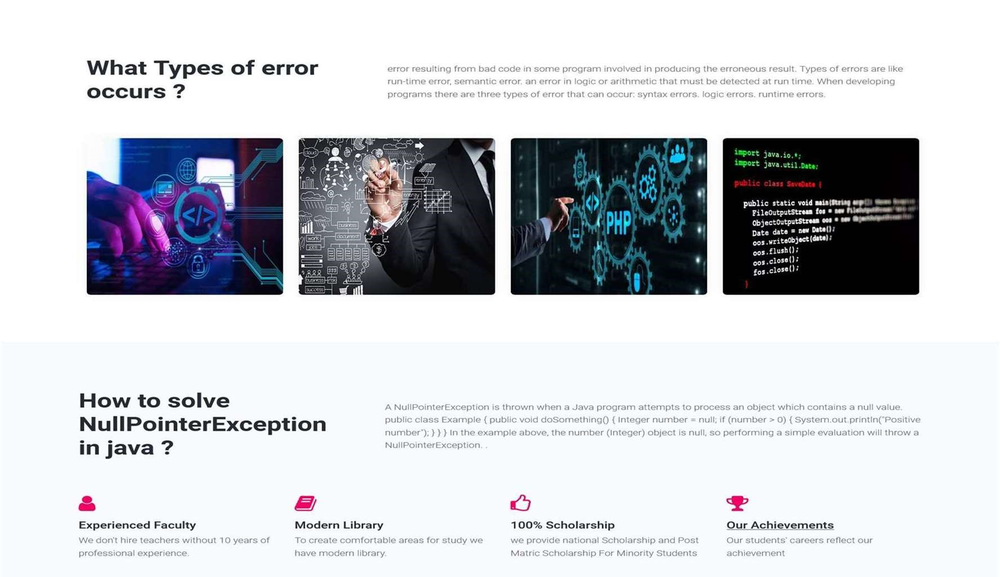 What Types of error
occurs ?
error resulting from bad code in some program involved in producing the erroneous result. Types of errors are like
run-time error, semantic error. an error in logic or arithmetic that must be detected at run time. When developing
programs there are three types of error that can occur: syntax errors. logic errors. runtime errors.
</>
cloud
energy
energy
idea
business
document
work
jobs
$$$
business
risk
success
</>
PHP
import java.io.*;
import java.util.Date;
public class SaveDate {
public static void main(String args[])
FileOutputStream fos = new FileOutputStream
ObjectOutputStream oos = new ObjectOutputStream
Date date = new Date();
oos.writeObject(date);
oos.flush();
oos.close();
fos.close();
}
How to solve
NullPointerException
in java ?
A NullPointerException is thrown when a Java program attempts to process an object which contains a null value.
public class Example { public void doSomething() { Integer number = null; if (number > 0) { System.out.println("Positive
number"); } } } In the example above, the number (Integer) object is null, so performing a simple evaluation will throw a
NullPointerException. .
Experienced Faculty
We don't hire teachers without 10 years of
professional experience.
Modern Library
To create comfortable areas for study we
have modern library.
100% Scholarship
we provide national Scholarship and Post
Matric Scholarship For Minority Students
Our Achievements
Our students' careers reflect our
achievement